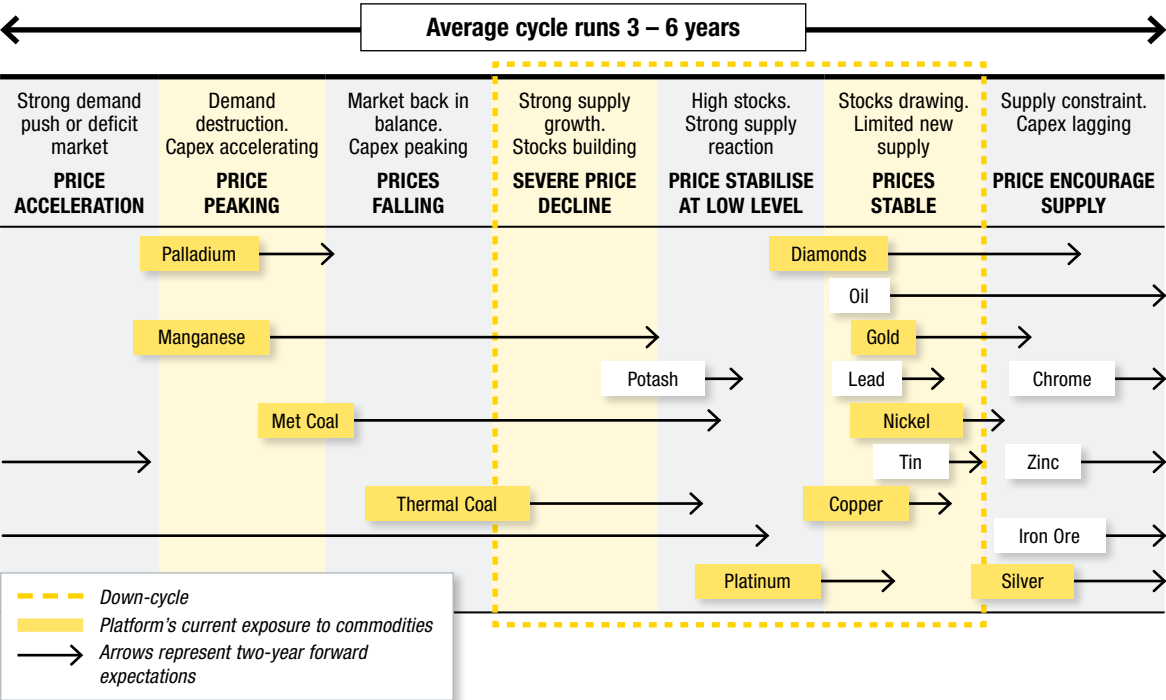 Average cycle runs 3 – 6 years
Strong demand
push or deficit
market
PRICE
ACCELERATION
Demand
destruction.
Capex accelerating
PRICE
PEAKING
Market back in
balance.
Capex peaking
PRICES
FALLING
Strong supply
growth.
Stocks building
SEVERE PRICE
DECLINE
High stocks.
Strong supply
reaction
PRICE STABILISE
AT LOW LEVEL
Stocks drawing.
Limited new
supply
PRICES
STABLE
Supply constraint.
Capex lagging
PRICE ENCOURAGE
SUPPLY
Palladium
Diamonds
Oil
Manganese
Gold
Potash
Lead
Chrome
Met Coal
Nickel
Tin
Zinc
Thermal Coal
Copper
Iron Ore
Platinum
Silver
Down-cycle
Platform's current exposure to commodities
Arrows represent two-year forward
expectations